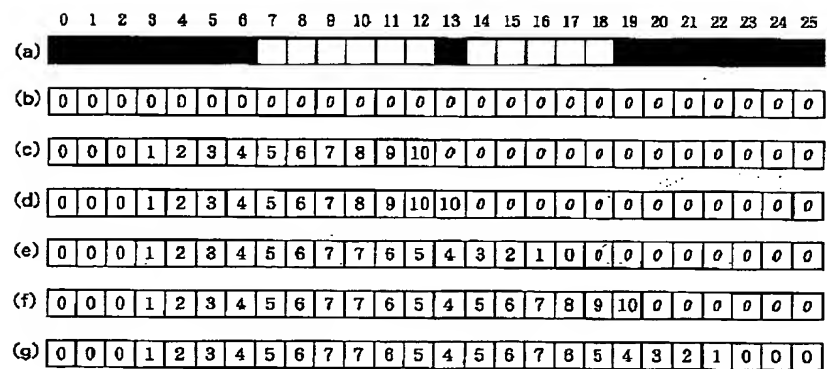 0 1 2 3 4 5 6 7 8 9 10 11 12 13 14 15 16 17 18 19 20 21 22 23 24 25
(a)
(b) 0 0 0 0 0 0 0 0 0 0 0 0 0 0 0 0 0 0 0 0 0 0 0 0 0 0
(c) 0 0 0 1 2 3 4 5 6 7 8 9 10 0 0 0 0 0 0 0 0 0 0 0 0 0
(d) 0 0 0 1 2 3 4 5 6 7 8 9 10 10 0 0 0 0 0 0 0 0 0 0 0 0
(e) 0 0 0 1 2 3 4 5 6 7 7 6 5 4 3 2 1 0 0 0 0 0 0 0 0 0
(f) 0 0 0 1 2 3 4 5 6 7 7 6 5 4 5 6 7 8 9 10 0 0 0 0 0 0
(g) 0 0 0 1 2 3 4 5 6 7 7 6 5 4 5 6 7 6 5 4 3 2 1 0 0 0